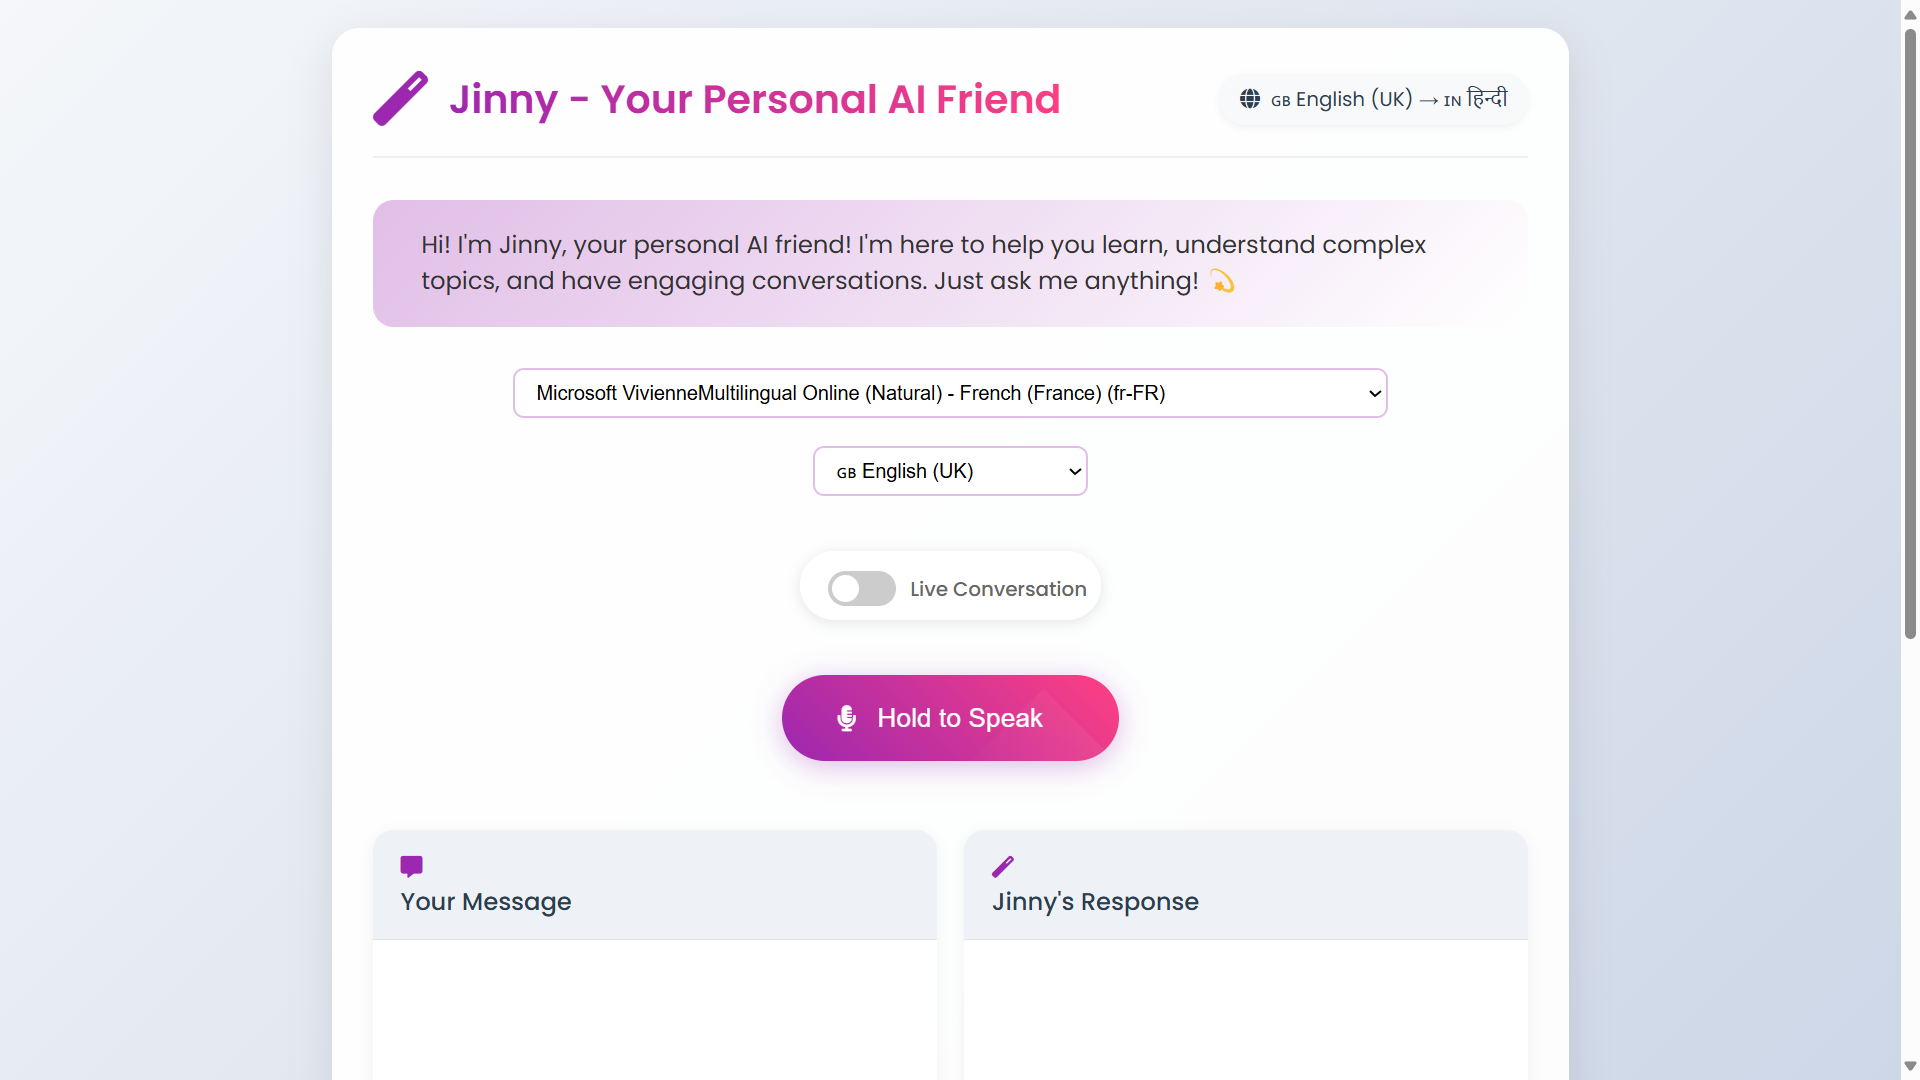 Jinny - Your Personal AI Friend
GB English (UK) → IN हिन्दी
Hi! I'm Jinny, your personal AI friend! I'm here to help you learn, understand complex
topics, and have engaging conversations. Just ask me anything! 💫
Microsoft VivienneMultilingual Online (Natural) - French (France) (fr-FR)
GB English (UK)
Live Conversation
Hold to Speak
Your Message
Jinny's Response